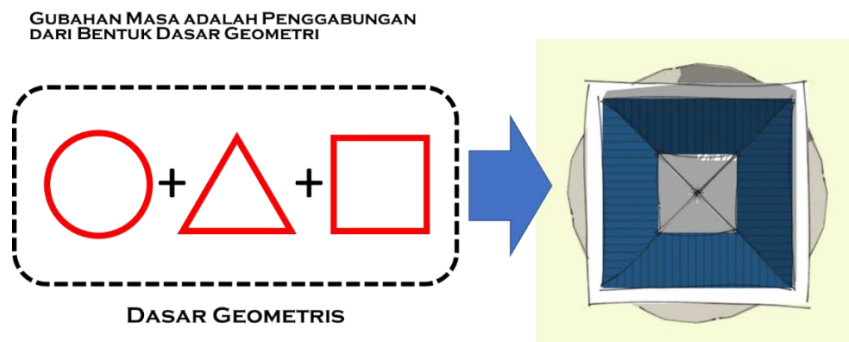 Gubahan Masa adalah Penggabungan
dari Bentuk Dasar Geometri
+
+
Dasar Geometris